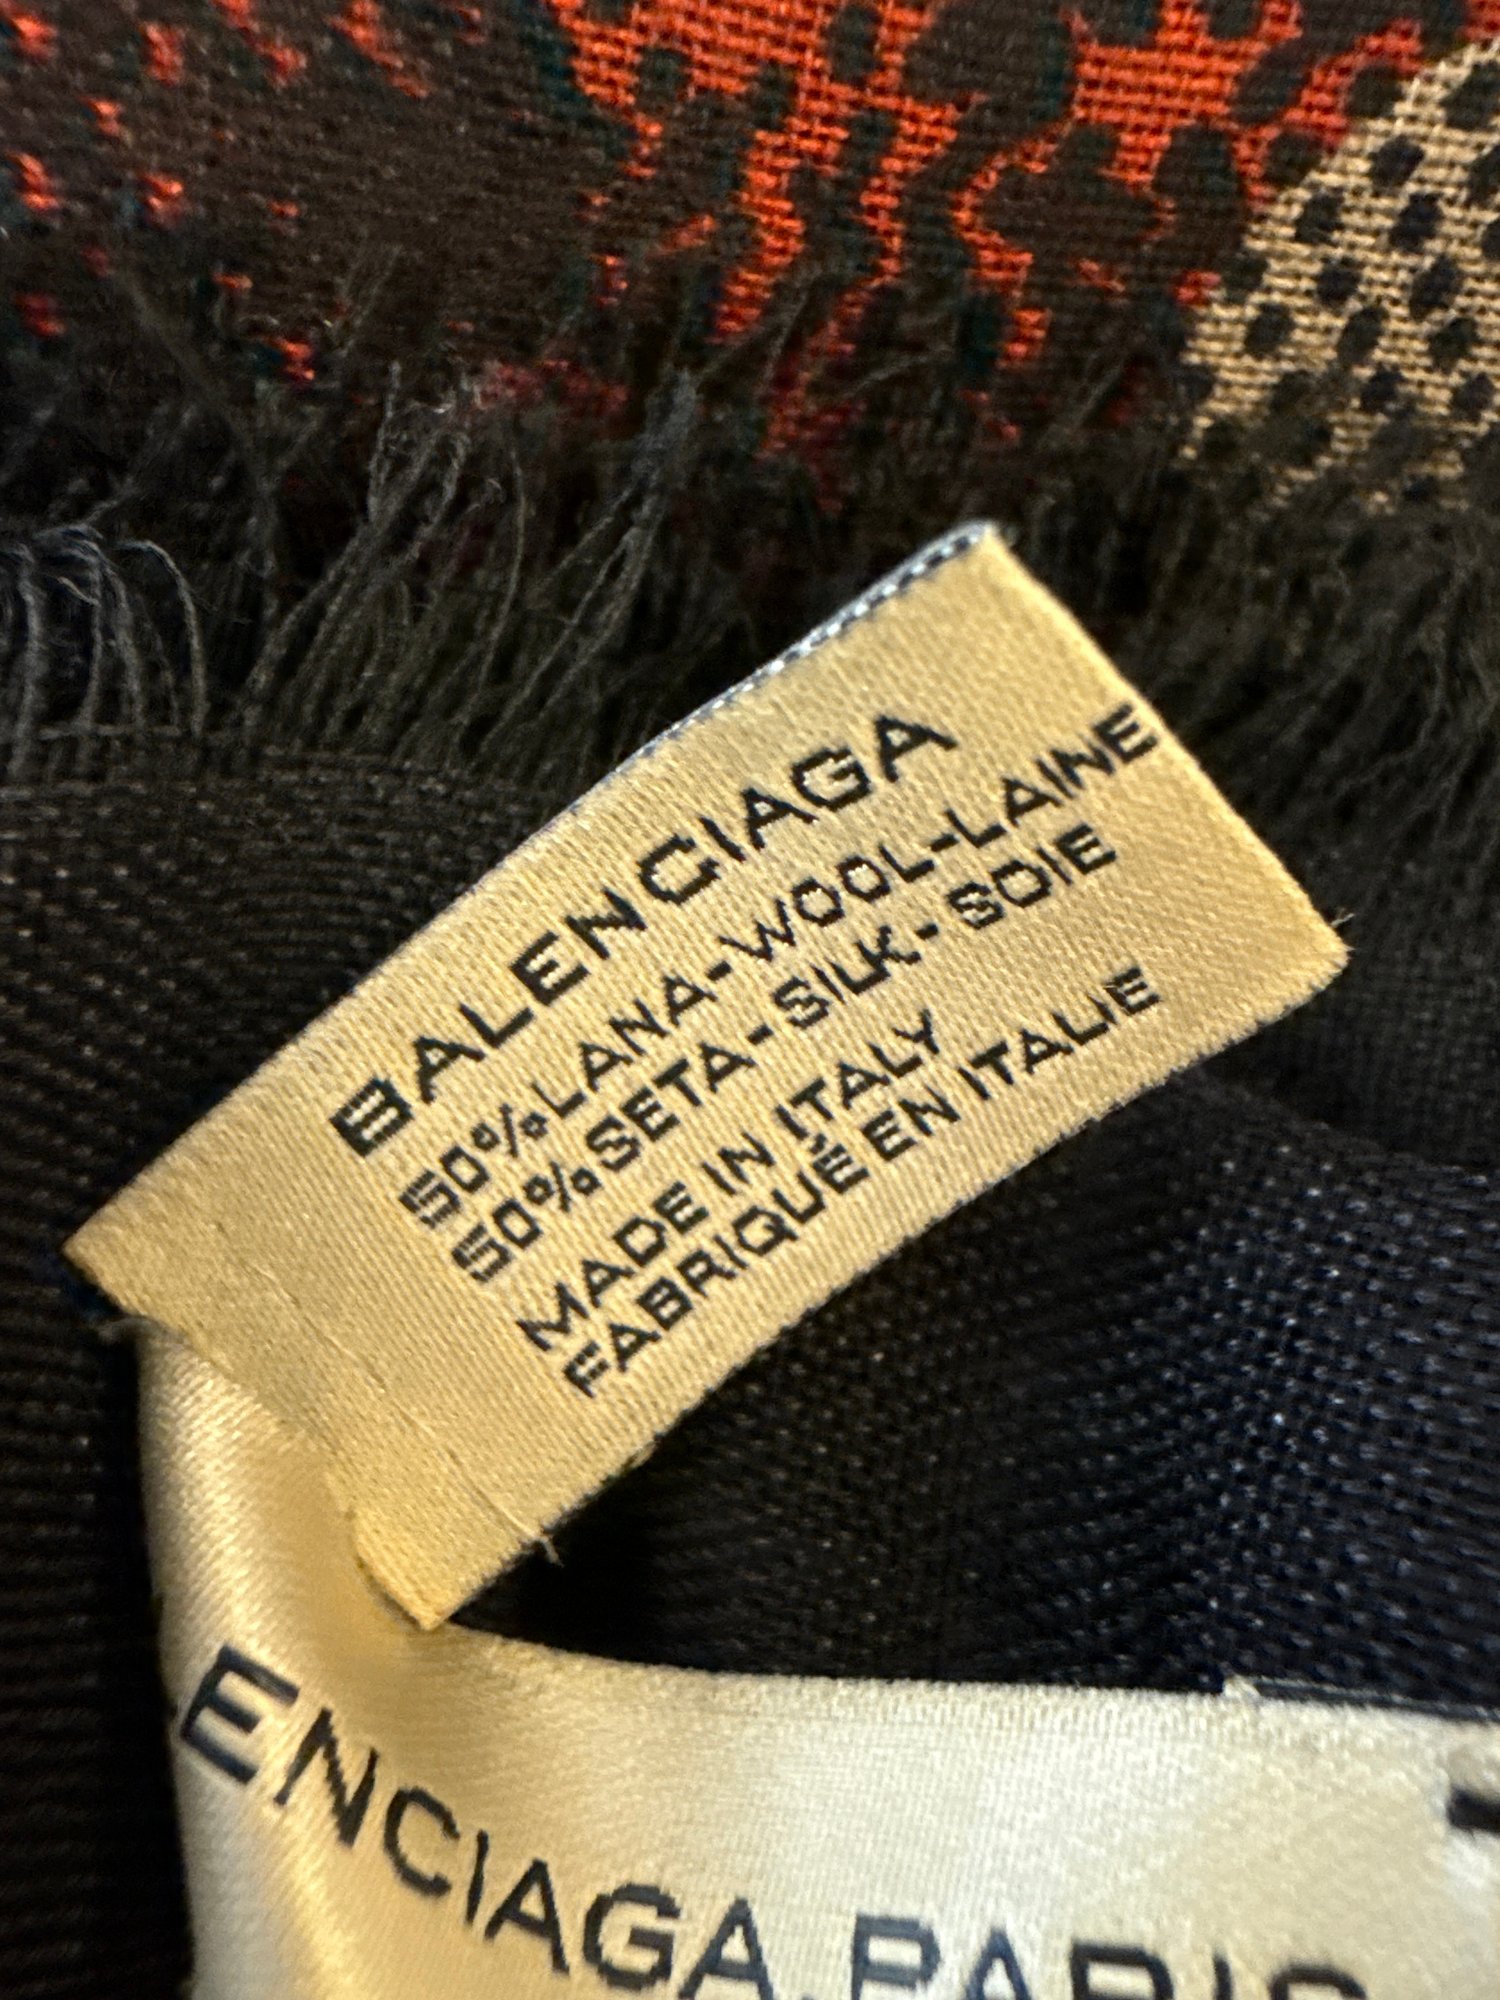 BALENCIAGA
50%LANA-WOOL-LAINE
50%SETA-SILK-SOIE
MADE IN ITALY
FABRIQUÉ EN ITALIE
ENCIAGA.PARIS